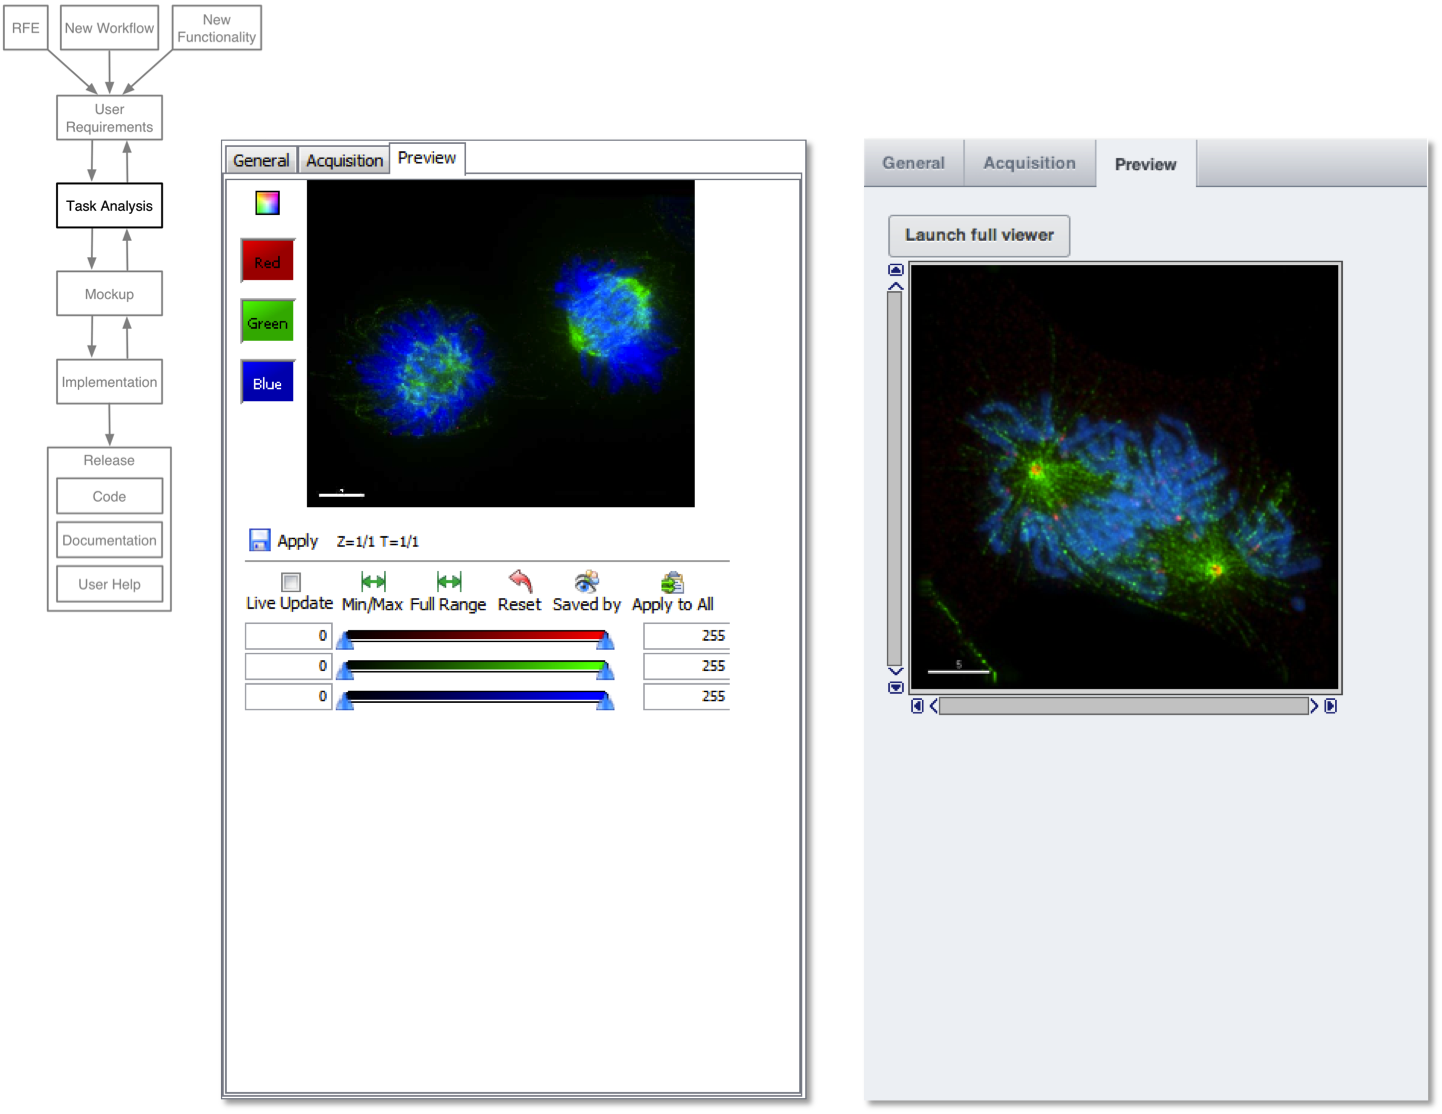 RFE
New Workflow
New
Functionality
User
Requirements
Task Analysis
Mockup
Implementation
Release
Code
Documentation
User Help
General
Acquisition
Preview
Red
Green
Blue
Apply
Z=1/1 T=1/1
Live Update
Min/Max
Full Range
Reset
Saved by
Apply to All
0
255
0
255
0
255
General
Acquisition
Preview
Launch full viewer
5